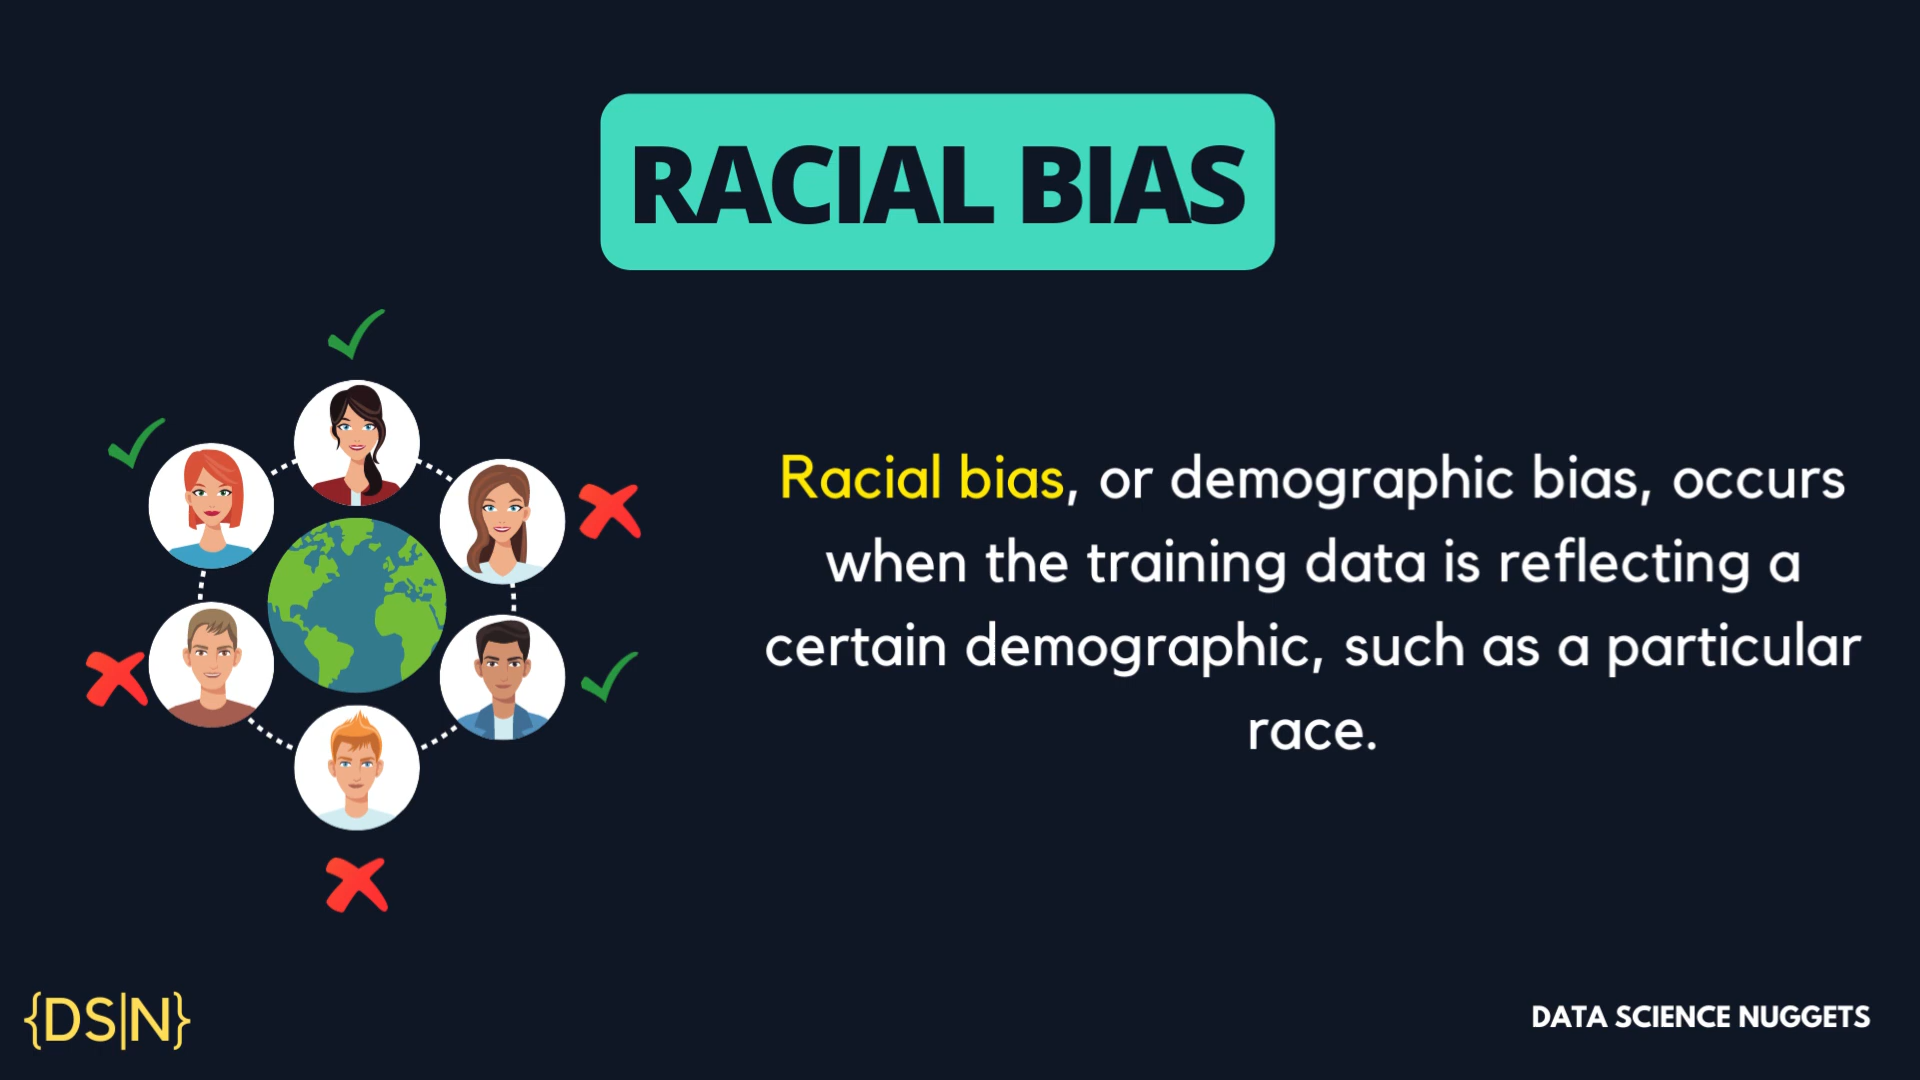 RACIAL BIAS
Racial bias, or demographic bias, occurs
when the training data is reflecting a
certain demographic, such as a particular
race.
{DS|N}
DATA SCIENCE NUGGETS